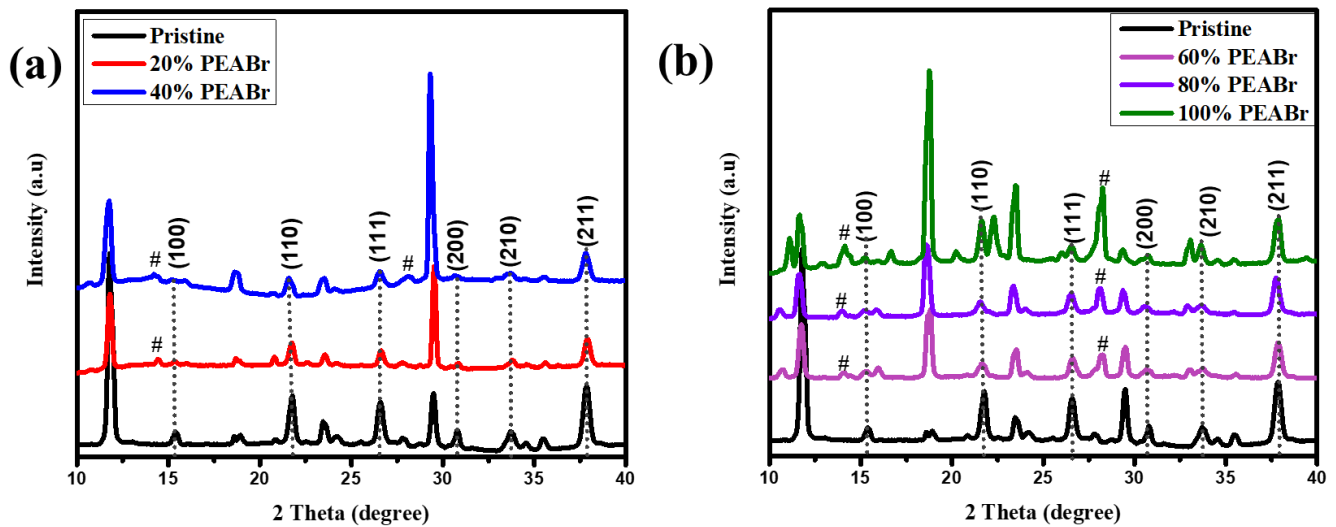 (a)
Pristine
20% PEABr
40% PEABr
Intensity (a.u)
#
(100)
(110)
(111)
#
(200)
(210)
(211)
#
10
15
20
25
30
35
40
2 Theta (degree)
(b)
Pristine
60% PEABr
80% PEABr
100% PEABr
Intensity (a.u)
#
(100)
(110)
(111)
#
(200)
(210)
(211)
#
#
#
#
10
15
20
25
30
35
40
2 Theta (degree)